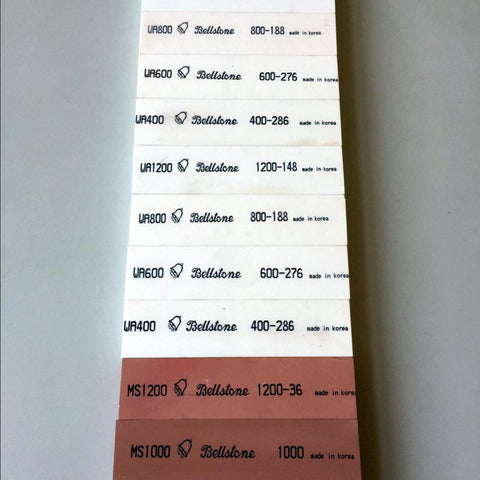 WA800 Bellstone 800-188 made in korea
WA600 Bellstone 600-276 made in korea
WA400 Bellstone 400-286 made in korea
WA1200 Bellstone 1200-148 made in korea
WA800 Bellstone 800-188 made in korea
WA600 Bellstone 600-276 made in korea
WA400 Bellstone 400-286 made in korea
MS1200 Bellstone 1200-36 made in korea
MS1000 Bellstone 1000 made in korea